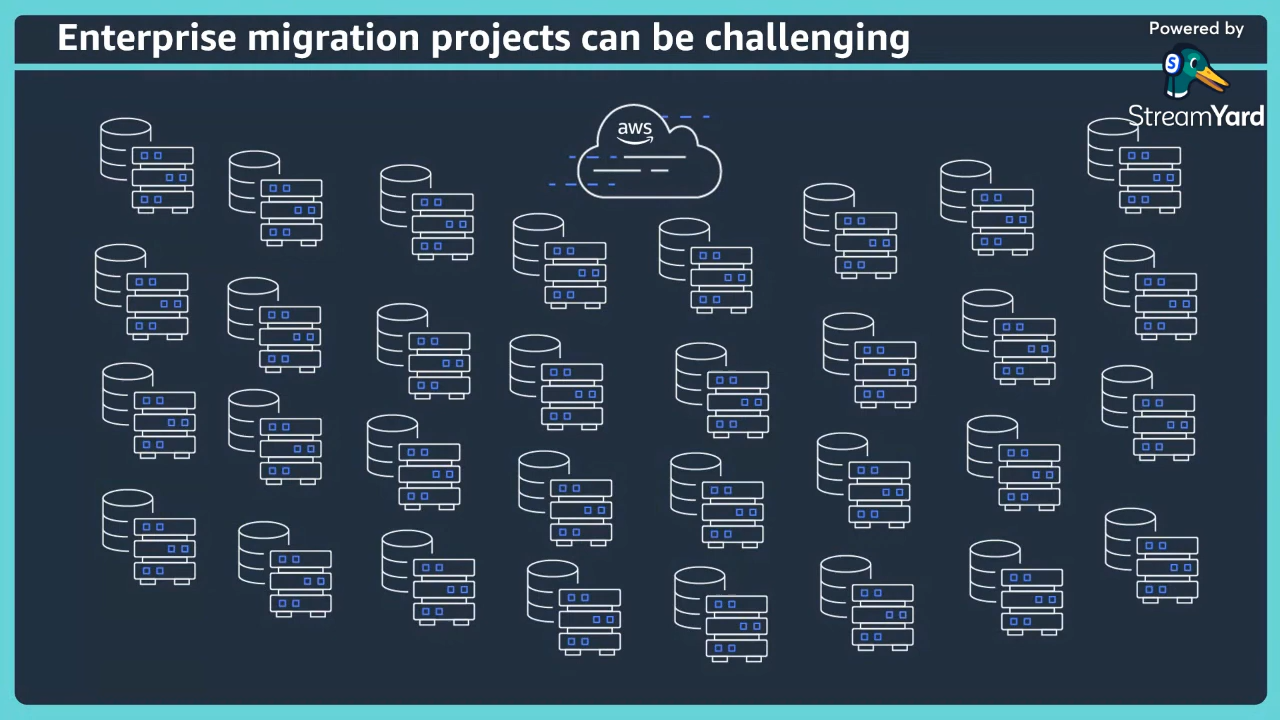 Enterprise migration projects can be challenging
Powered by
S
StreamYard
aws